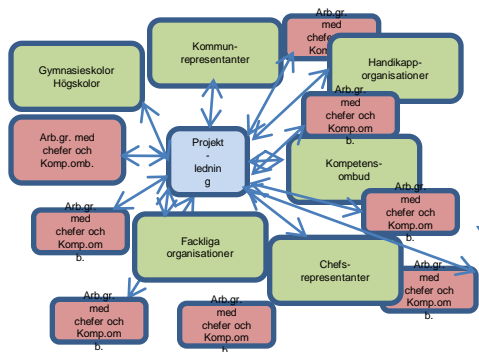 Arb.gr. med
chefer och
Komp.om
b.
Kommun-
representanter
Handikapp-
organisationer
Gymnasieskolor
Högskolor
Arb.gr.
med
chefer och
Komp.om
b.
Arb.gr. med
chefer och
Komp.omb.
Projekt
-
lednin
g
Kompetens-
ombud
Arb.gr.
med
chefer och
Komp.om
b.
Arb.gr.
med
chefer och
Komp.om
b.
Fackliga
organisationer
Chefs-
representanter
Arb.gr.
med
chefer och
Komp.om
b.
Arb.gr.
med
chefer och
Komp.om
b.
Arb.gr.
med
chefer och
Komp.om
b.